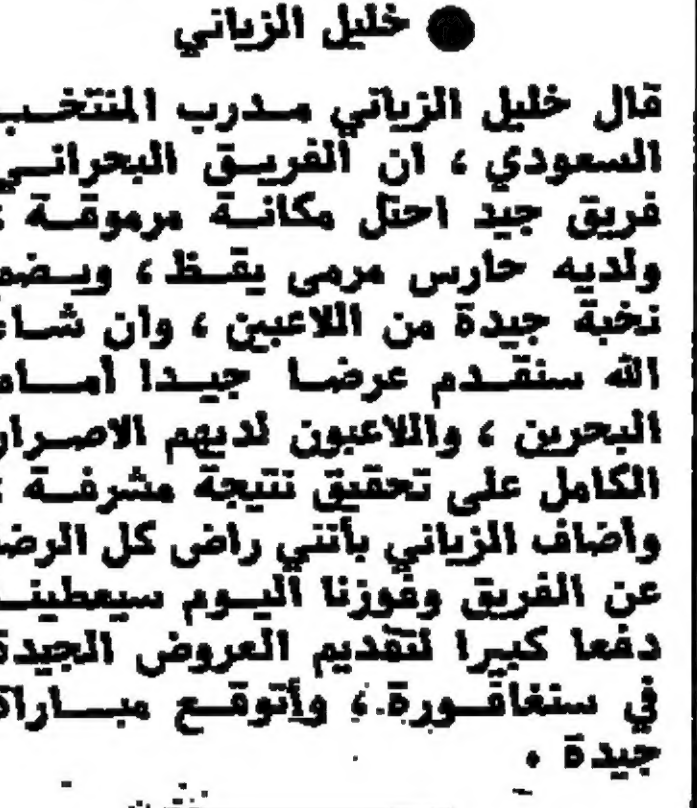 ● خليل الزياني
قال خليل الزياني مدرب المنتخب
السعودي ، ان الفريق البحراني
فريق جيد احتل مكانة مرموقة ،
ولديه حارس مرمى يقظ ، ويضم
نخبة جيدة من اللاعبين ، وان شاء
الله سنقدم عرضا جيدا أمام
البحرين ، واللاعبون لديهم الاصرار
الكامل على تحقيق نتيجة مشرفة ،
وأضاف الزياني بأنني راض كل الرضا
عن الفريق وفوزنا اليوم سيعطينا
دفعا كبيرا لتقديم العروض الجيدة
في سنغافورة ، وأتوقع مباراة
جيدة .